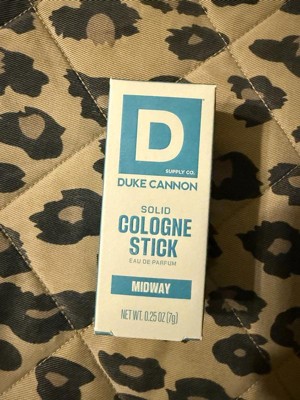 D
SUPPLY CO.
DUKE CANNON
SOLID
COLOGNE
STICK
EAU DE PARFUM
MIDWAY
NET WT. 0.25 OZ (7g)